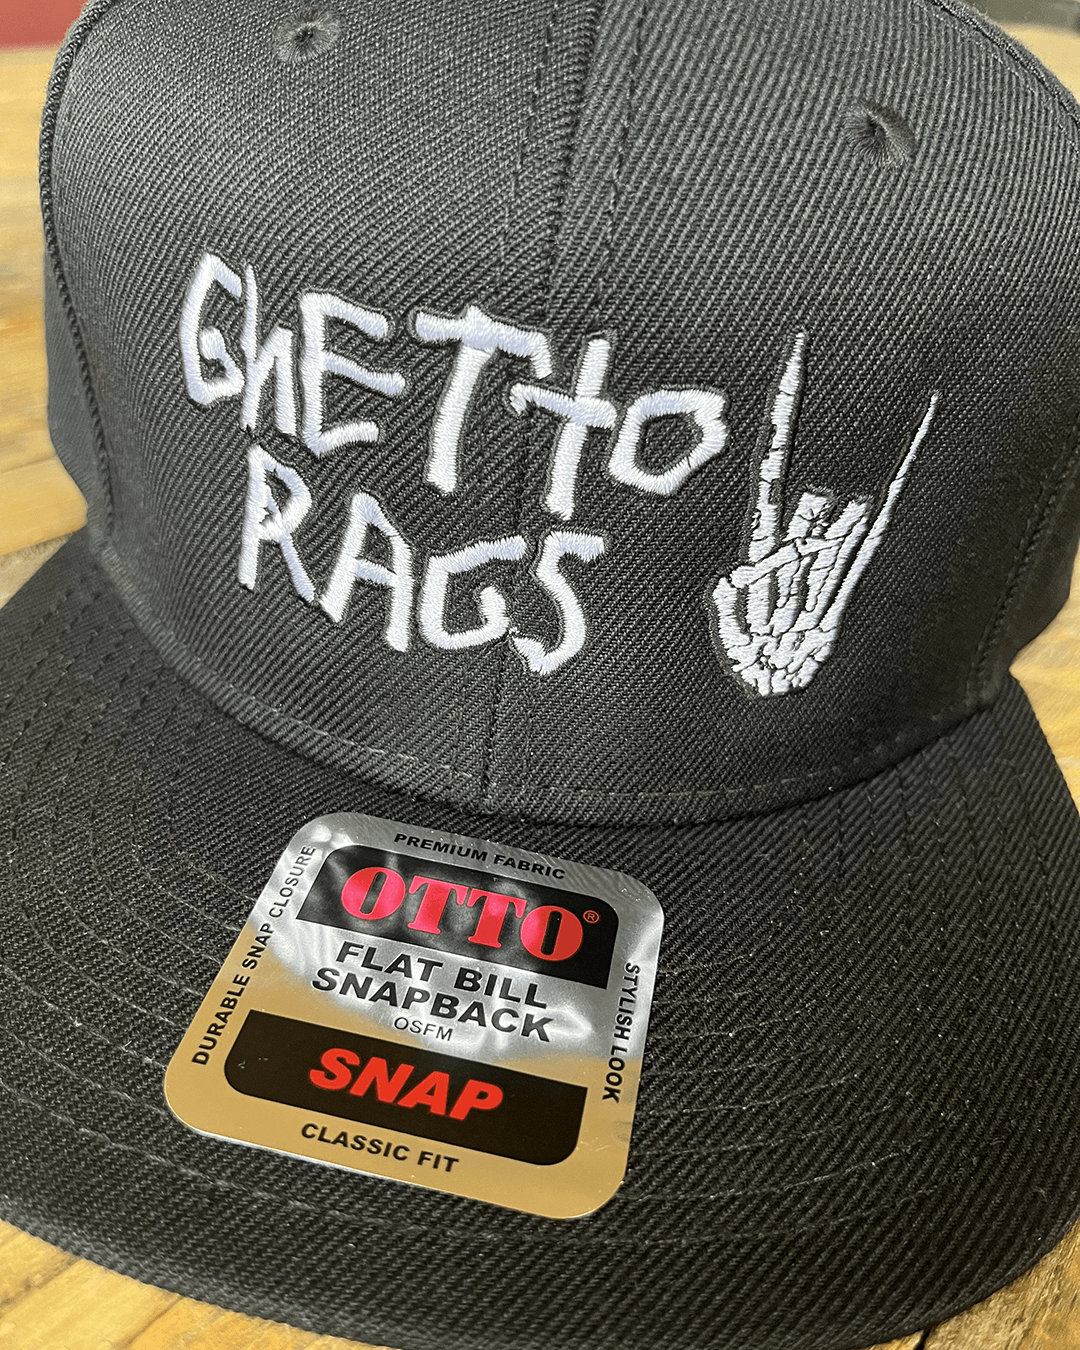 GhETTO
RAGS
PREMIUM FABRIC
OTTO®
FLAT BILL
SNAPBACK
OSFM
SNAP
CLASSIC FIT
DURABLE SNAP CLOSURE
STYLISH LOOK